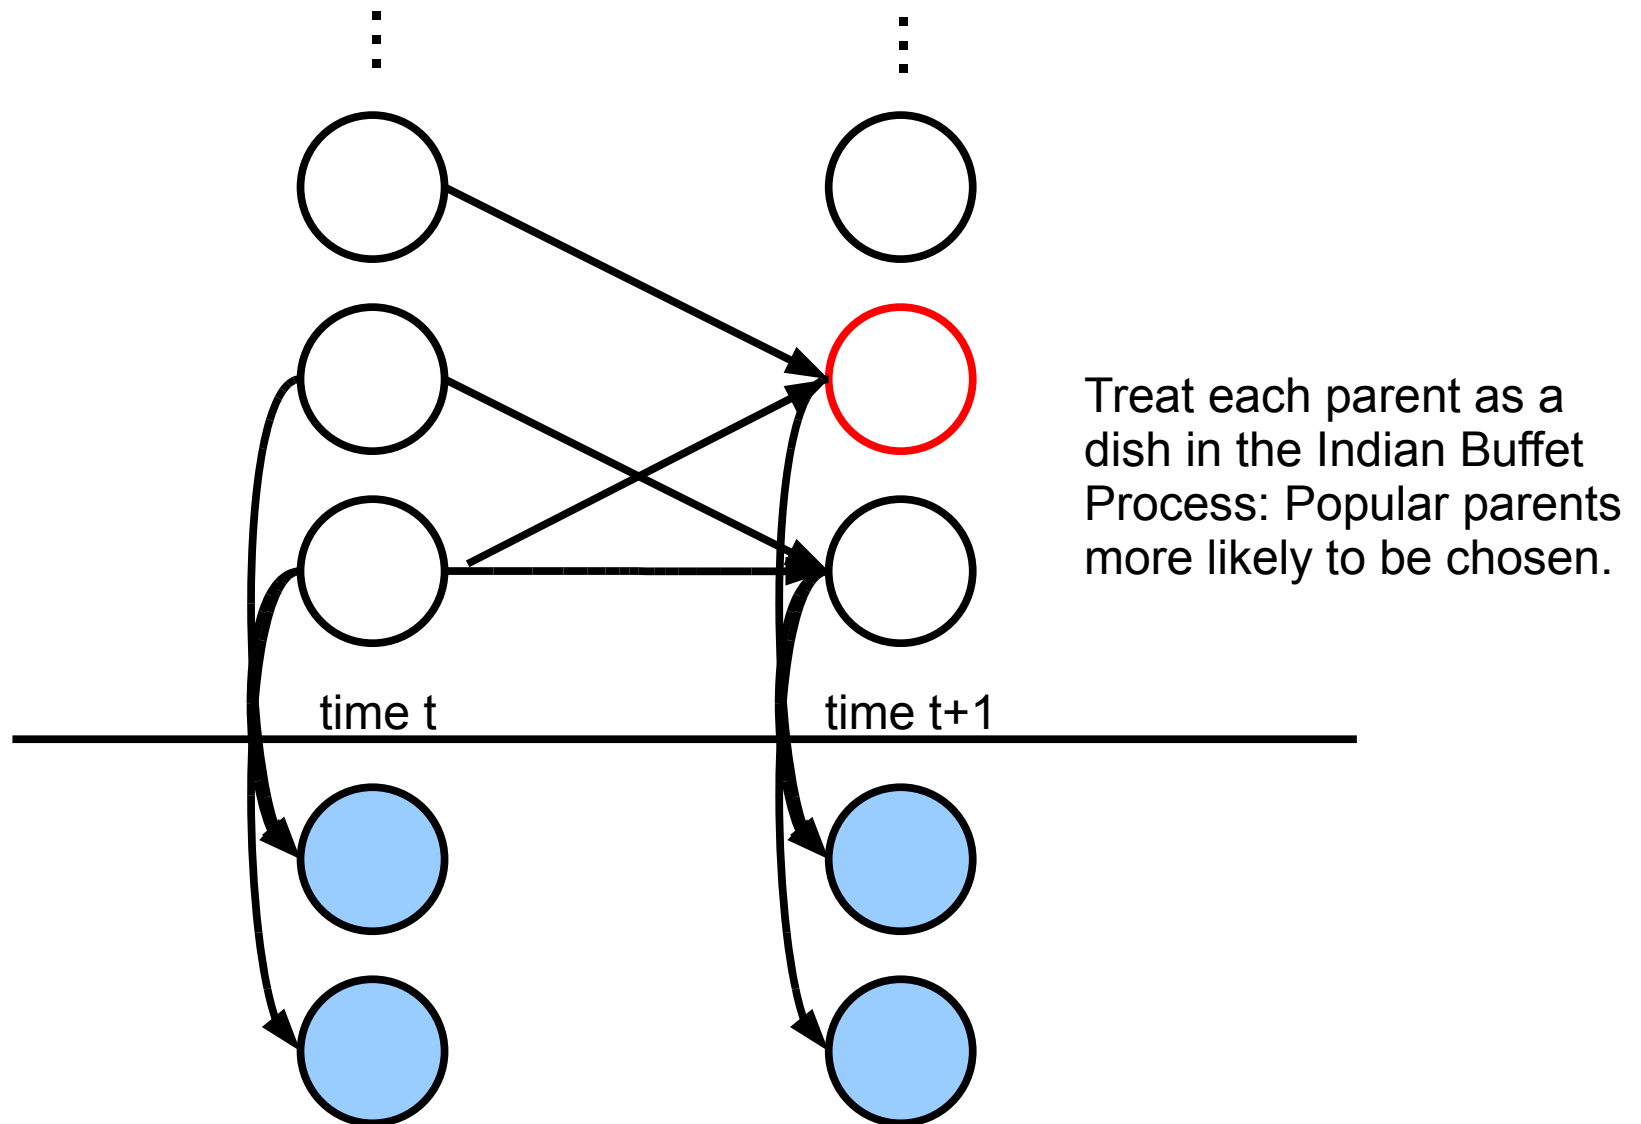 Treat each parent as a
dish in the Indian Buffet
Process: Popular parents
more likely to be chosen.
time t
time t+1